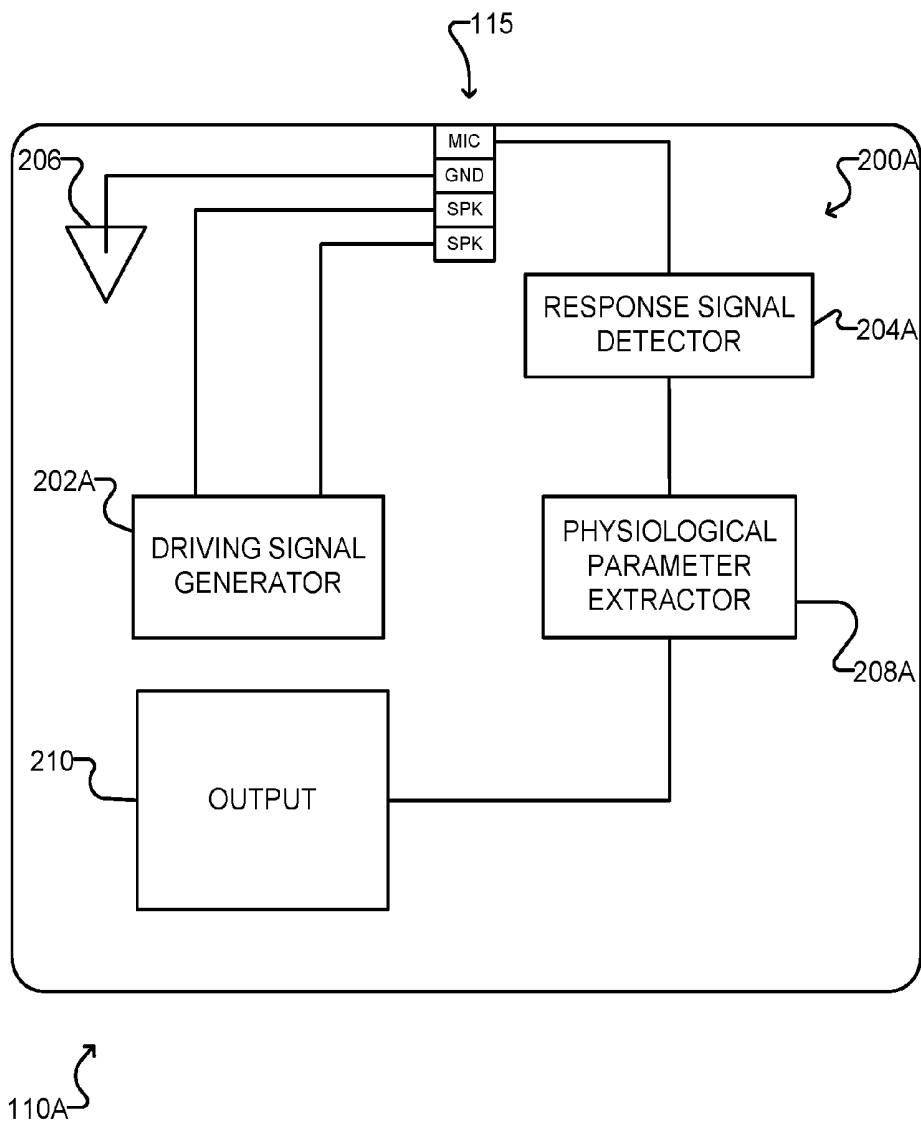 115
MIC
206
GND
200A
SPK
SPK
RESPONSE SIGNAL
DETECTOR
204A
202A
DRIVING SIGNAL
GENERATOR
PHYSIOLOGICAL
PARAMETER
EXTRACTOR
208A
210
OUTPUT
110A